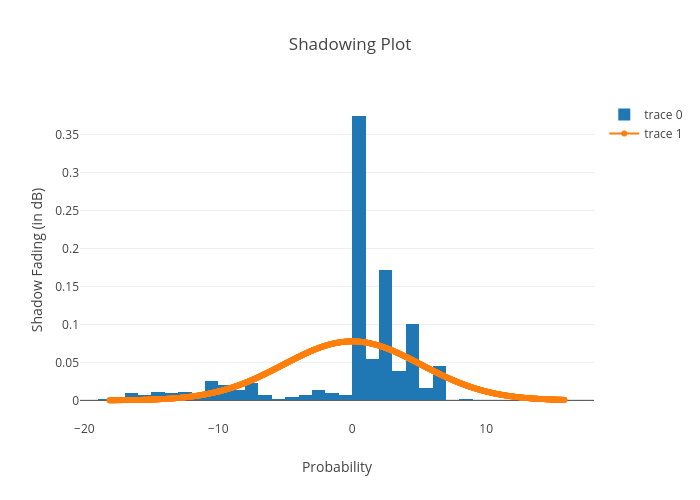 Shadowing Plot
trace 0
trace 1
Shadow Fading (in dB)
0.35
0.3
0.25
0.2
0.15
0.1
0.05
0
−20
−10
0
10
Probability